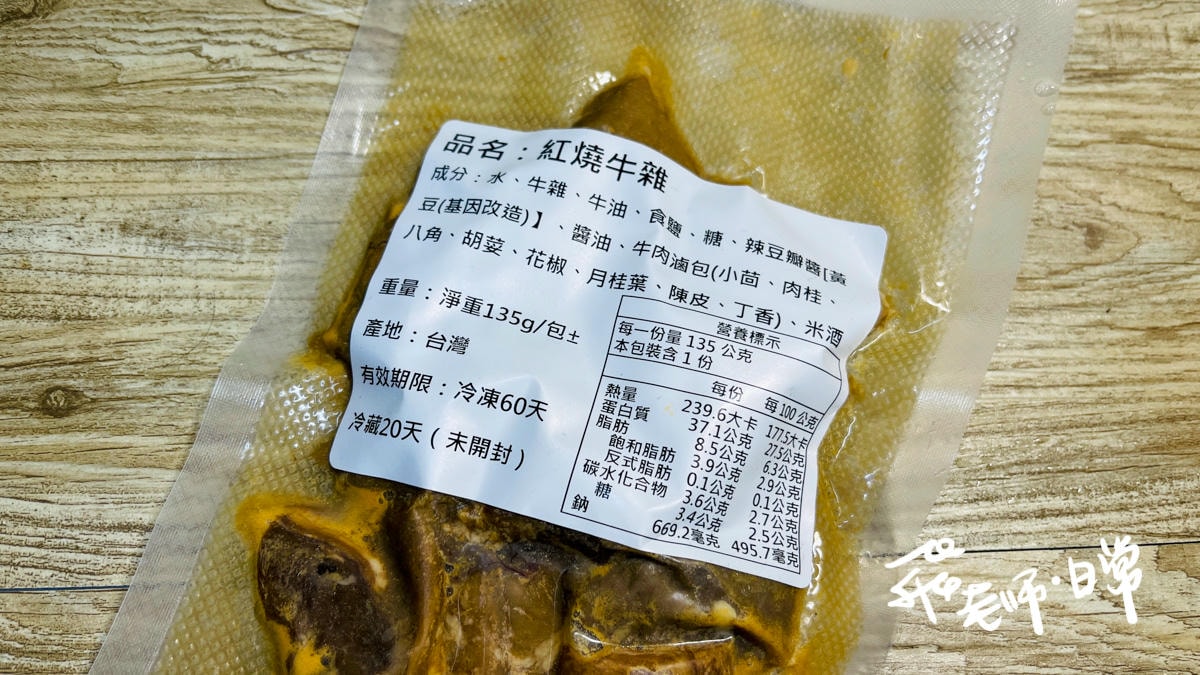 品名：紅燒牛雜
成分：水、牛雜、牛油、食鹽、糖、辣豆瓣醬[黃
豆(基因改造)】、醬油、牛肉滷包(小茴、肉桂、
八角、胡荽、花椒、月桂葉、陳皮、丁香)、米酒
重量：淨重135g/包±
產地：台灣
有效期限：冷凍60天
冷藏20天（未開封）
營養標示
每一份量 135 公克
本包裝含 1 份
每份 每100公克
熱量 239.6大卡 177.5大卡
蛋白質 37.1公克 27.5公克
脂肪 8.5公克 6.3公克
飽和脂肪 3.9公克 2.9公克
反式脂肪 0.1公克 0.1公克
碳水化合物 3.6公克 2.7公克
糖 3.4公克 2.5公克
鈉 669.2毫克 495.7毫克
老師·日常